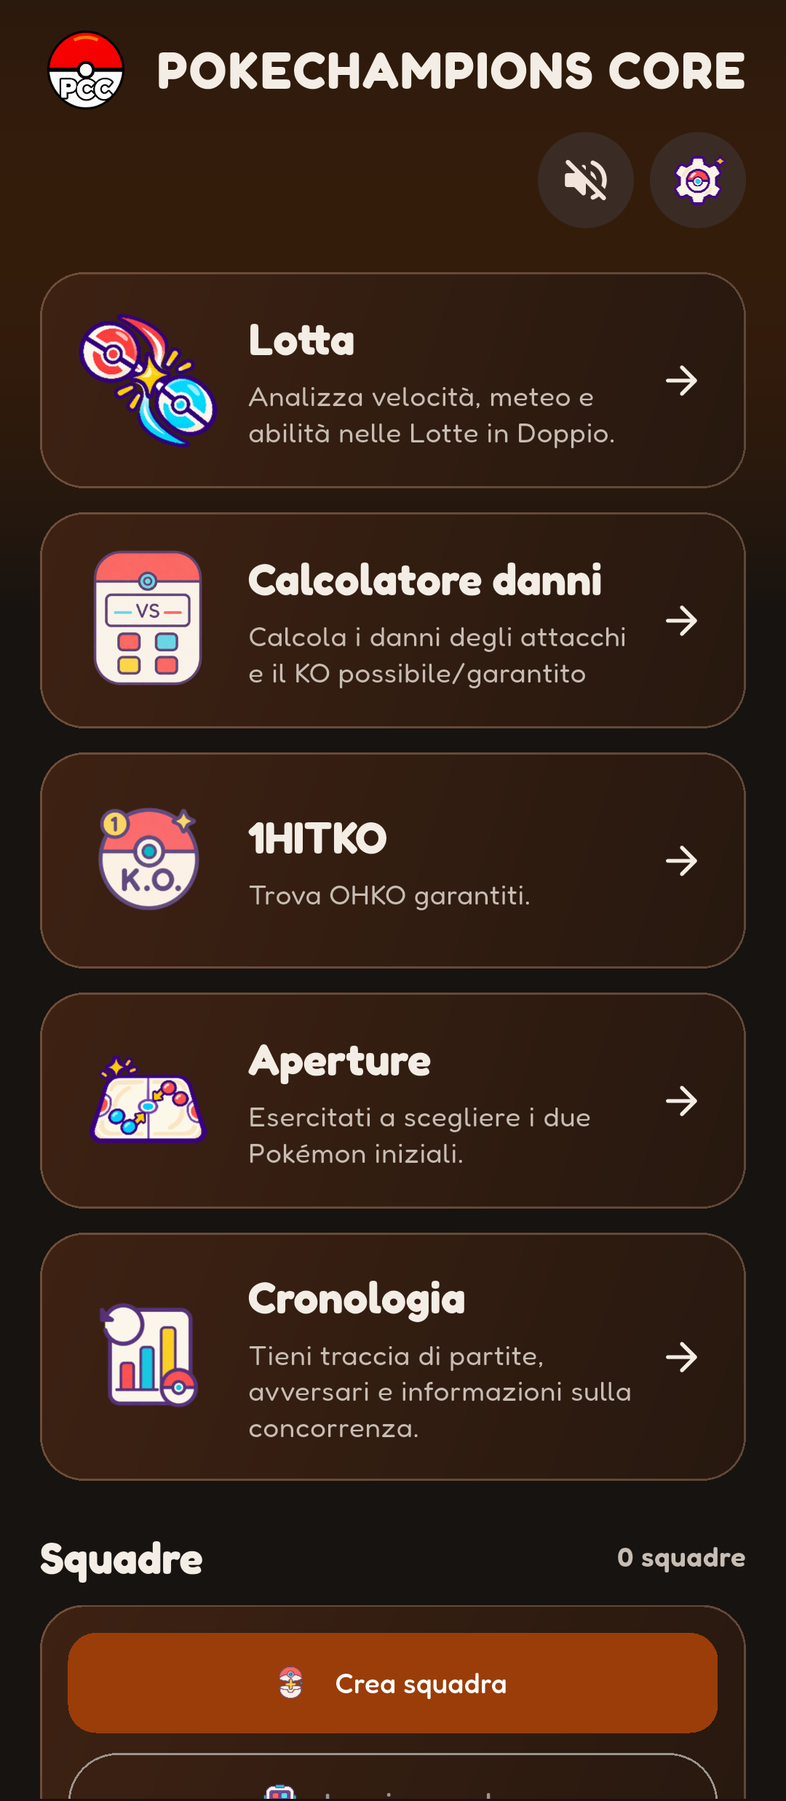 PCC
POKECHAMPIONS CORE
Lotta
Analizza velocità, meteo e
abilità nelle Lotte in Doppio.
VS
Calcolatore danni
Calcola i danni degli attacchi
e il KO possibile/garantito
1
K.O.
1HITKO
Trova OHKO garantiti.
Aperture
Esercitati a scegliere i due
Pokémon iniziali.
Cronologia
Tieni traccia di partite,
avversari e informazioni sulla
concorrenza.
Squadre
0 squadre
Crea squadra